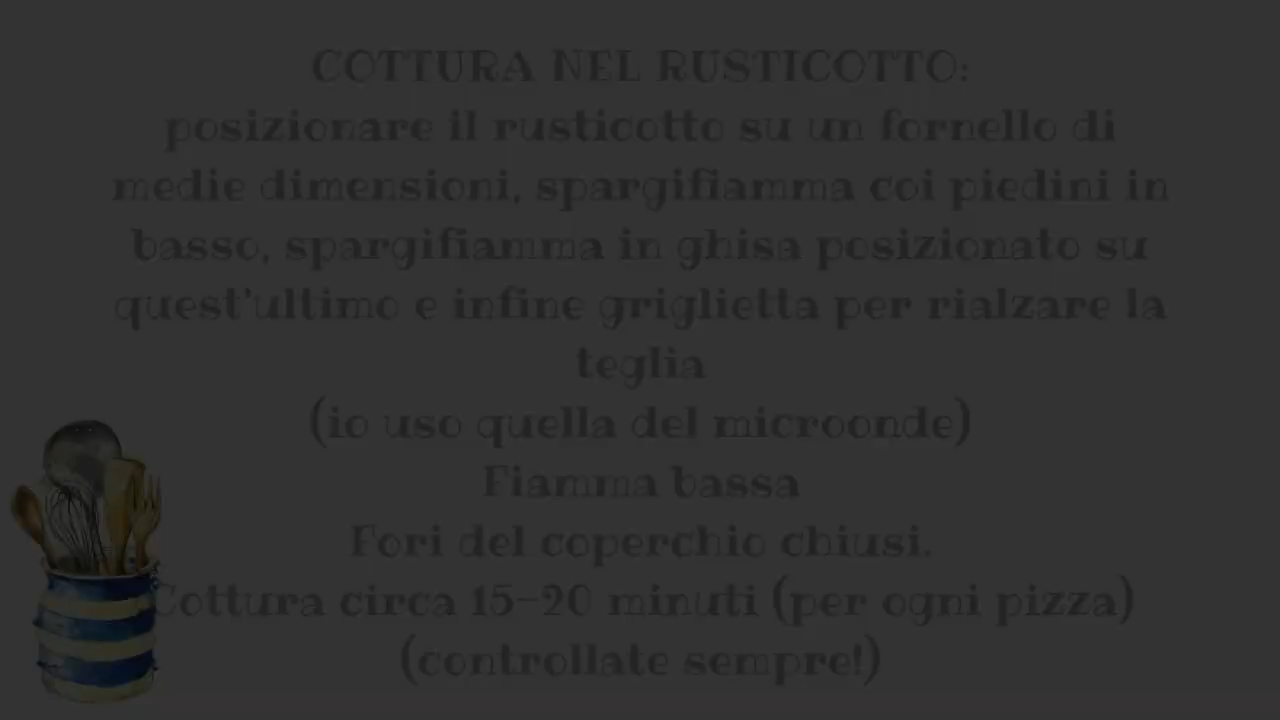 COTTURA NEL RUSTICOTTO:
posizionare il rusticotto su un fornello di
medie dimensioni, spargifiamma coi piedini in
basso, spargifiamma in ghisa posizionato su
quest'ultimo e infine griglietta per rialzare la
teglia
(io uso quella del microonde)
Fiamma bassa
Fori del coperchio chiusi.
Cottura circa 15-20 minuti (per ogni pizza)
(controllate sempre!)